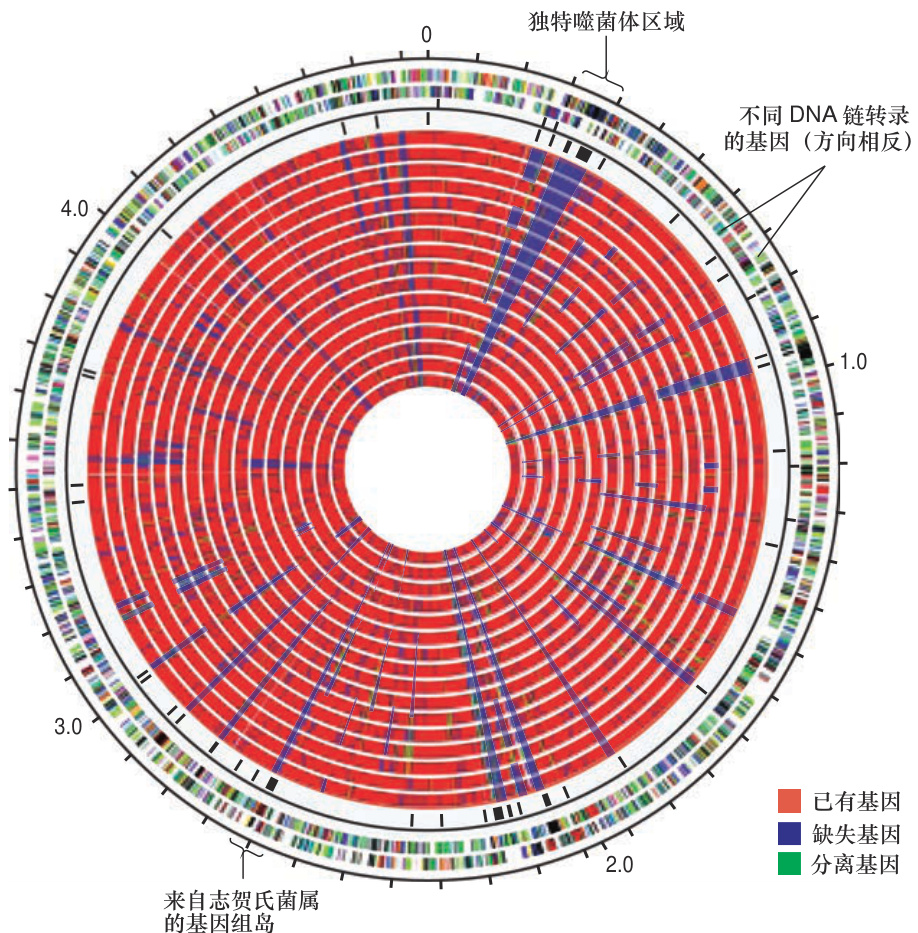 独特噬菌体区域
0
不同 DNA 链转录
的基因（方向相反）
4.0
1.0
3.0
已有基因
缺失基因
2.0
分离基因
来自志贺氏菌属
的基因组岛